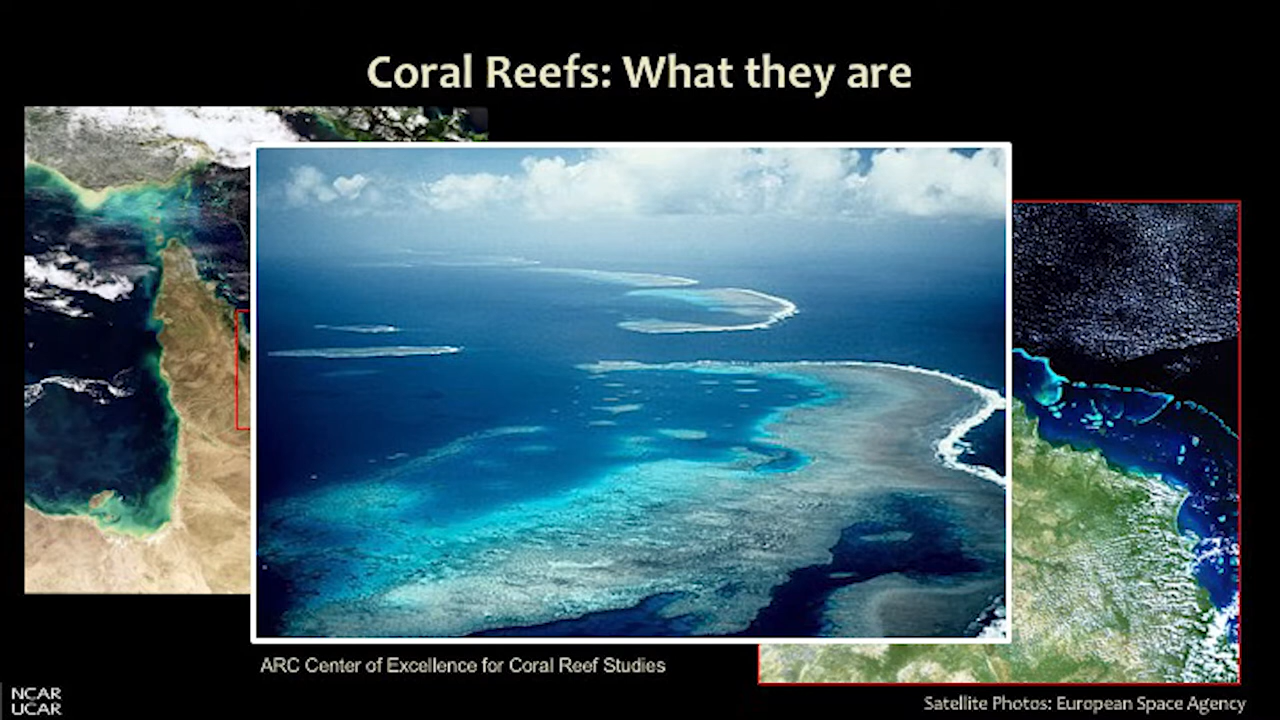 Coral Reefs: What they are
ARC Center of Excellence for Coral Reef Studies
NCAR
UCAR
Satellite Photos: European Space Agency